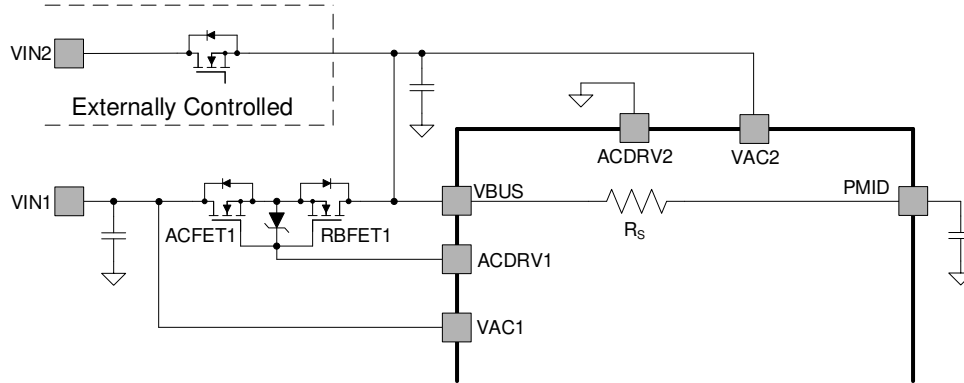 VIN2
Externally Controlled
ACDRV2
VAC2
VIN1
VBUS
PMID
ACFET1
RBFET1
RS
ACDRV1
VAC1